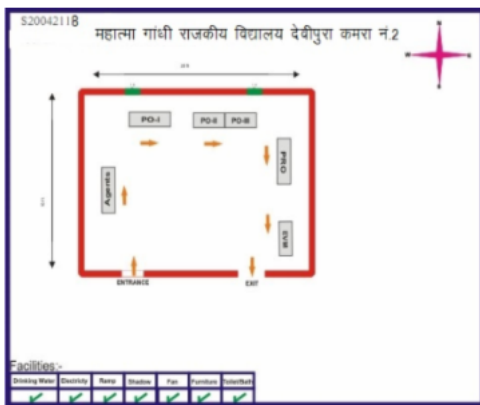 S20042118
महात्मा गांधी राजकीय विद्यालय देवीपुरा कमरा नं.2
PO-I
PO-II PO-III
Agents
PRO
EVM
ENTRANCE
EXIT
Facilities:-
Drinking Water Electricity Ramp Shadow Fan Furniture Toilet/Bath